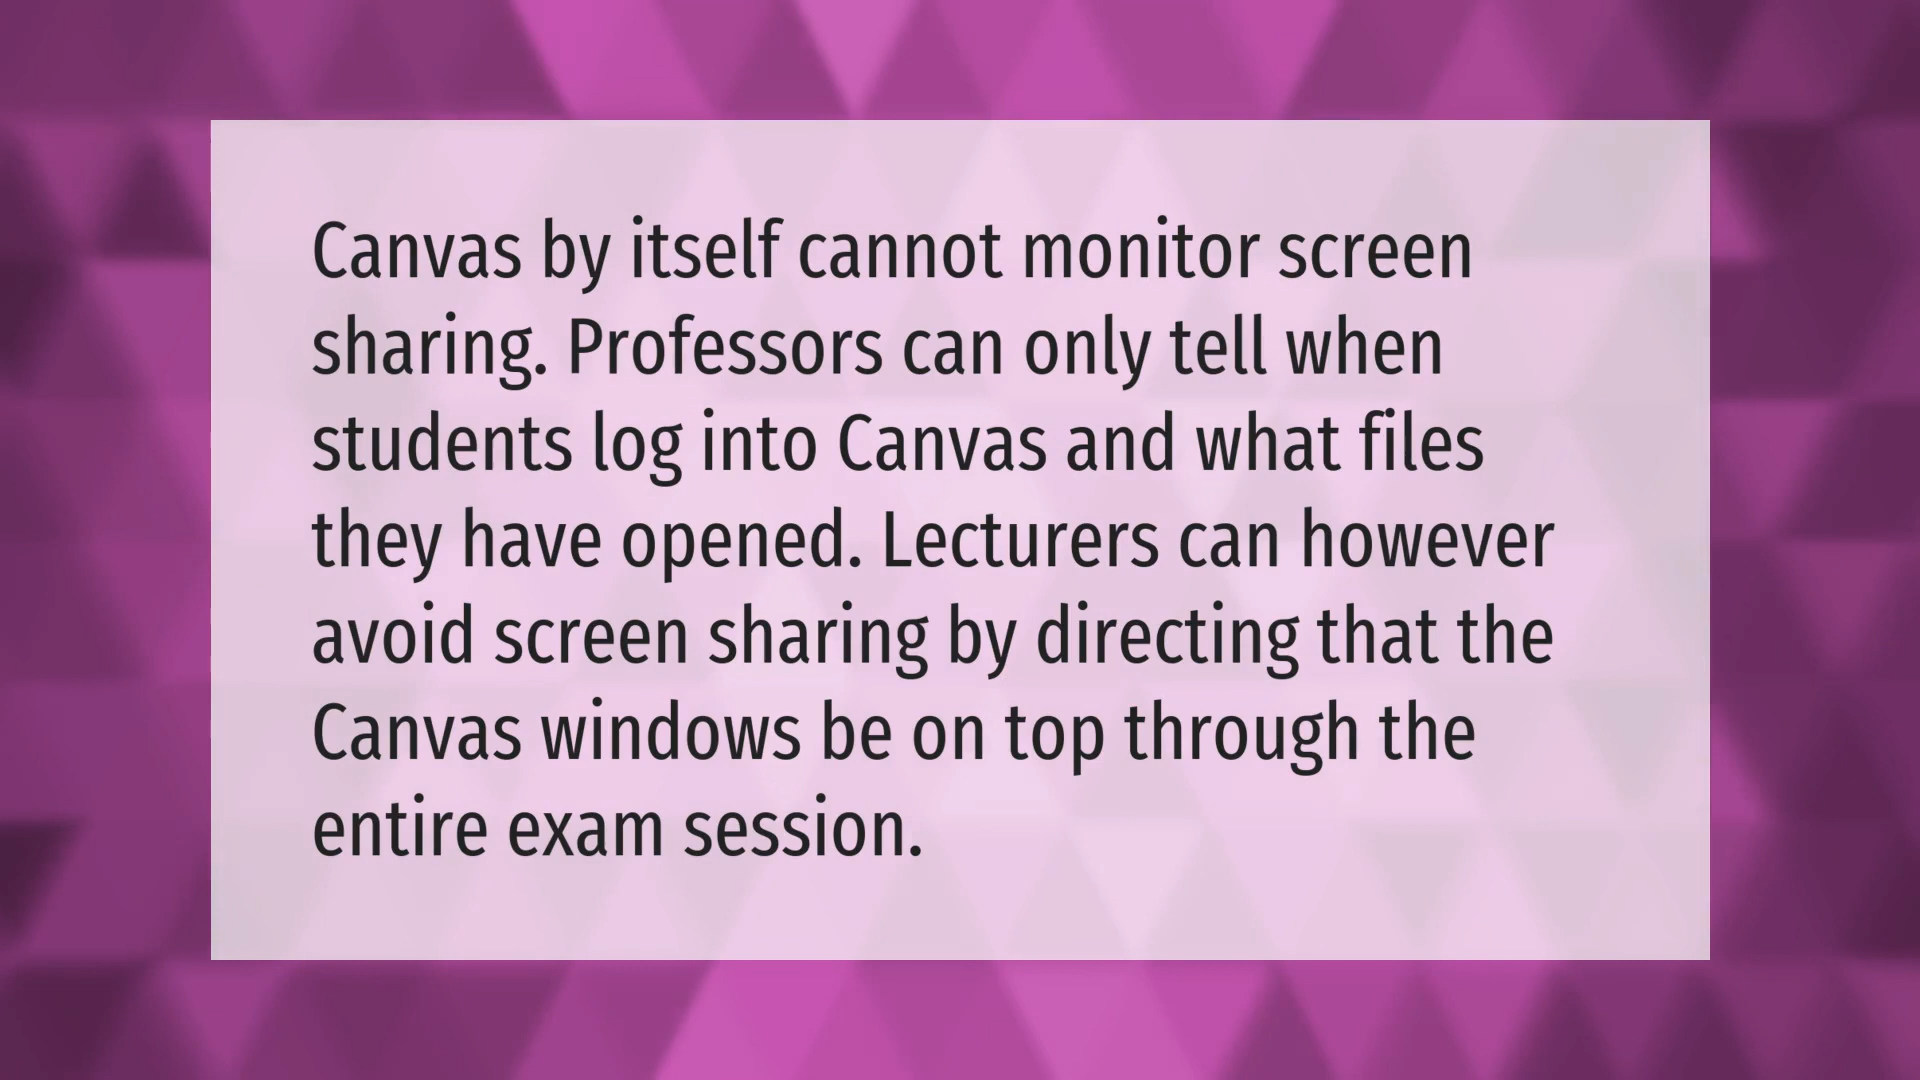 Canvas by itself cannot monitor screen
sharing. Professors can only tell when
students log into Canvas and what files
they have opened. Lecturers can however
avoid screen sharing by directing that the
Canvas windows be on top through the
entire exam session.